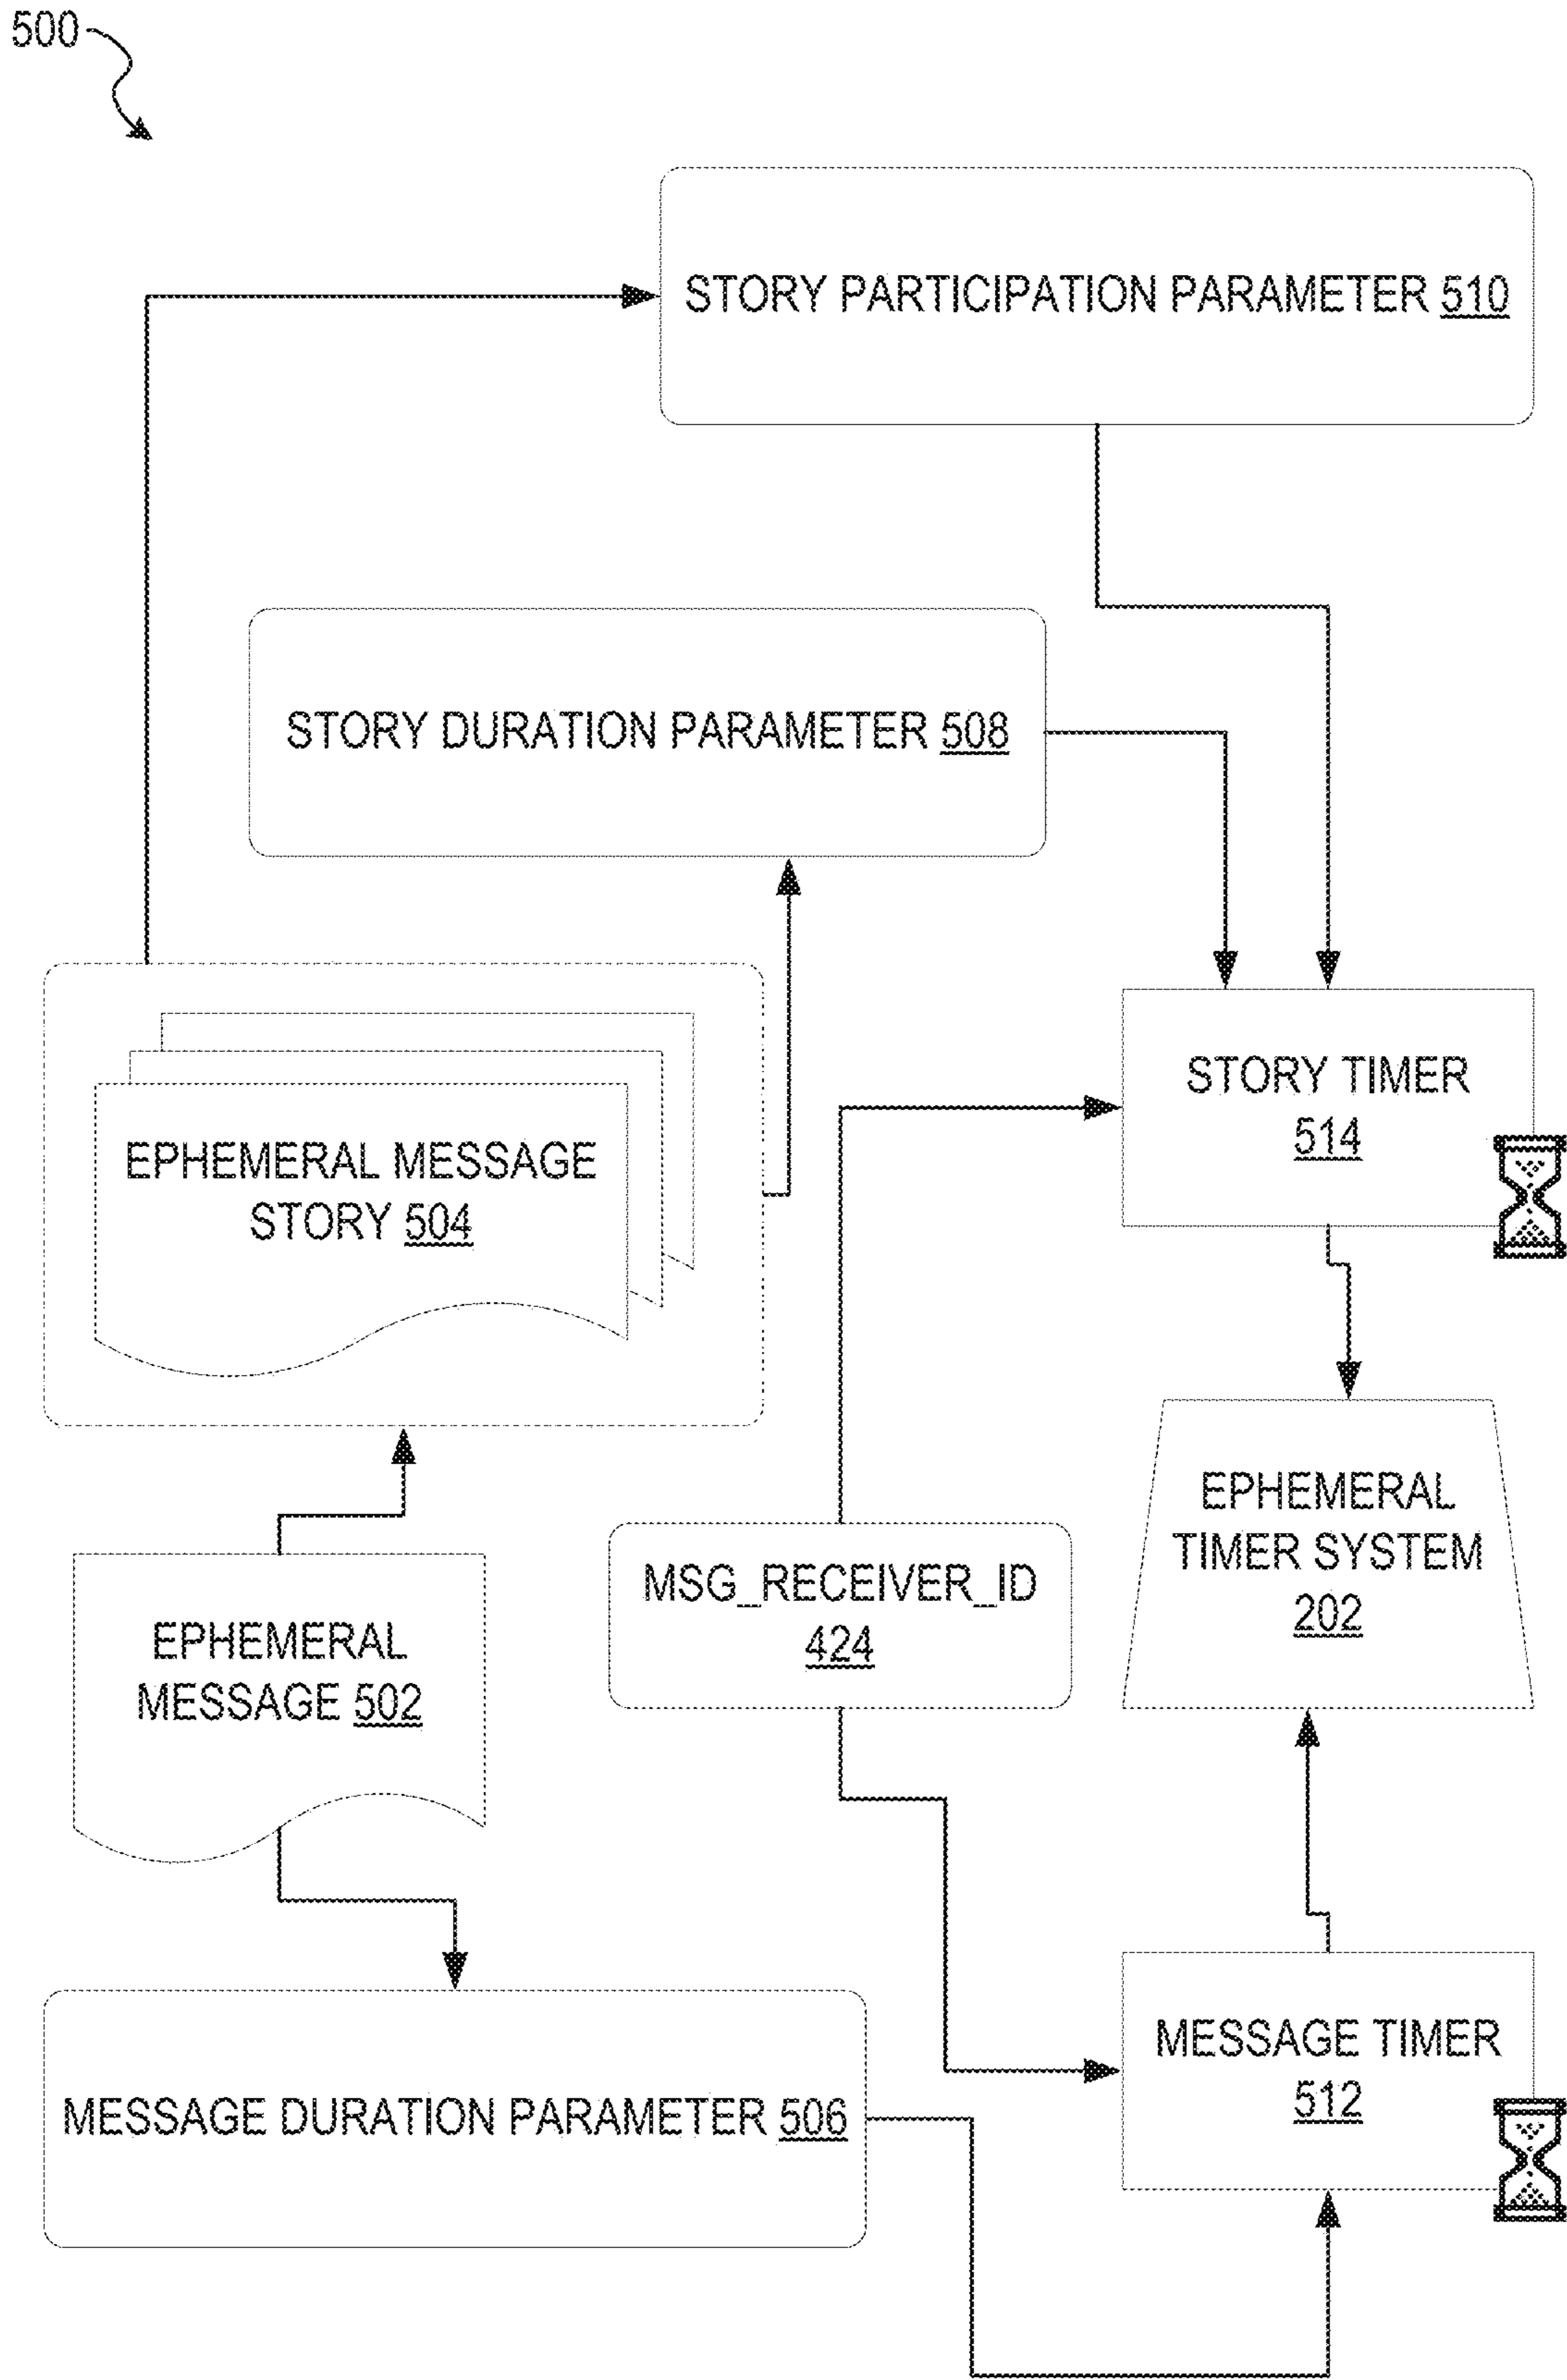 500
STORY PARTICIPATION PARAMETER 510
STORY DURATION PARAMETER 508
STORY TIMER
514
EPHEMERAL MESSAGE
STORY 504
EPHEMERAL
TIMER SYSTEM
202
MSG_RECEIVER_ID
424
EPHEMERAL
MESSAGE 502
MESSAGE TIMER
512
MESSAGE DURATION PARAMETER 506